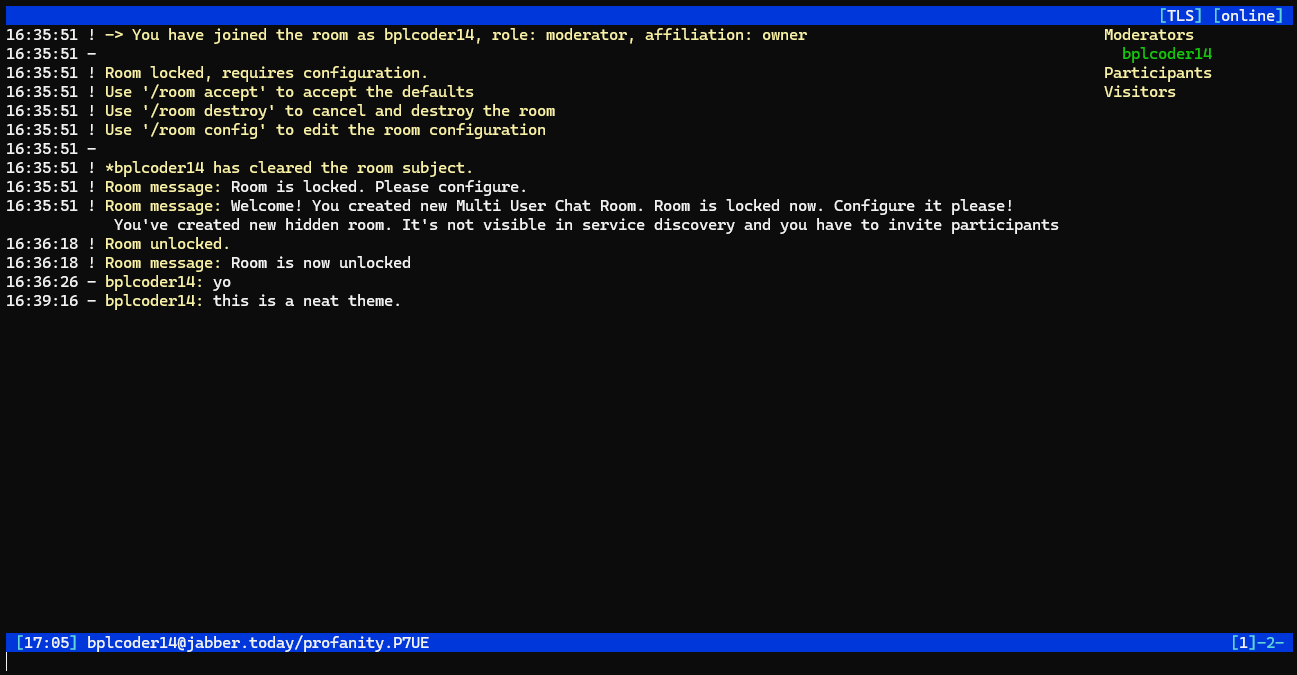 [TLS] [online]
16:35:51 ! -> You have joined the room as bplcoder14, role: moderator, affiliation: owner
Moderators
16:35:51 -
bplcoder14
16:35:51 ! Room locked, requires configuration.
Participants
16:35:51 ! Use '/room accept' to accept the defaults
Visitors
16:35:51 ! Use '/room destroy' to cancel and destroy the room
16:35:51 ! Use '/room config' to edit the room configuration
16:35:51 -
16:35:51 ! *bplcoder14 has cleared the room subject.
16:35:51 ! Room message: Room is locked. Please configure.
16:35:51 ! Room message: Welcome! You created new Multi User Chat Room. Room is locked now. Configure it please!
You've created new hidden room. It's not visible in service discovery and you have to invite participants
16:36:18 ! Room unlocked.
16:36:18 ! Room message: Room is now unlocked
16:36:26 - bplcoder14: yo
16:39:16 - bplcoder14: this is a neat theme.
[17:05] bplcoder14@jabber.today/profanity.P7UE
[1]-2-